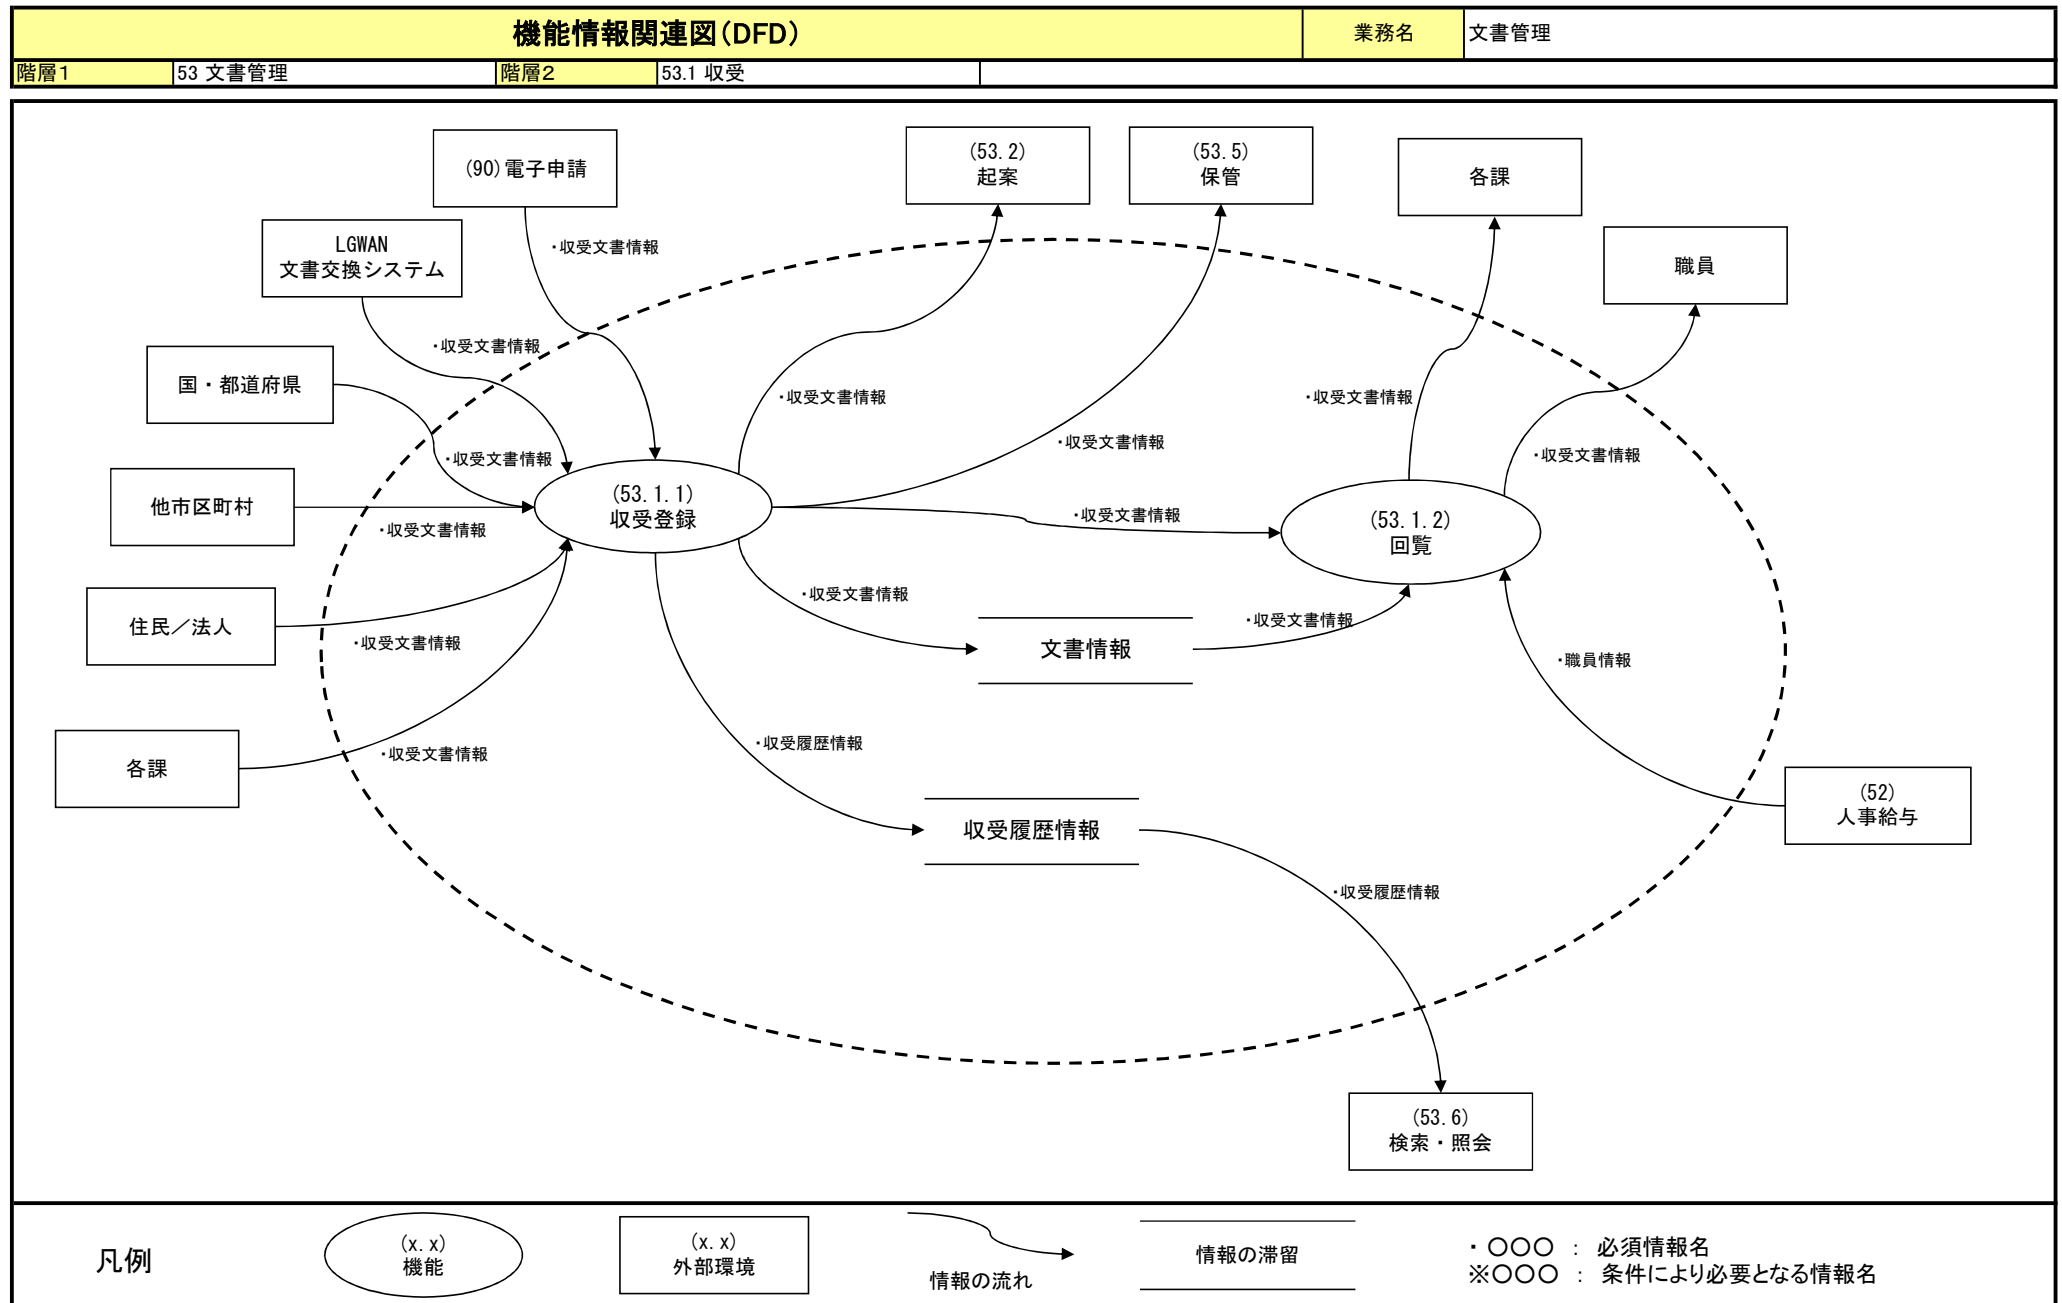 機能情報関連図(DFD)
業務名
文書管理
階層1
53 文書管理
階層2
53.1 収受
(90)電子申請
(53.2)
起案
(53.5)
保管
各課
LGWAN
文書交換システム
・収受文書情報
職員
・収受文書情報
国・都道府県
・収受文書情報
・収受文書情報
・収受文書情報
・収受文書情報
・収受文書情報
他市区町村
(53.1.1)
収受登録
・収受文書情報
・収受文書情報
(53.1.2)
回覧
・収受文書情報
・収受文書情報
住民／法人
・収受文書情報
文書情報
・職員情報
各課
・収受文書情報
・収受履歴情報
(52)
人事給与
収受履歴情報
・収受履歴情報
(53.6)
検索・照会
凡例
(x.x)
機能
(x.x)
外部環境
情報の流れ
情報の滞留
・ 〇〇〇 ： 必須情報名
※〇〇〇 ： 条件により必要となる情報名